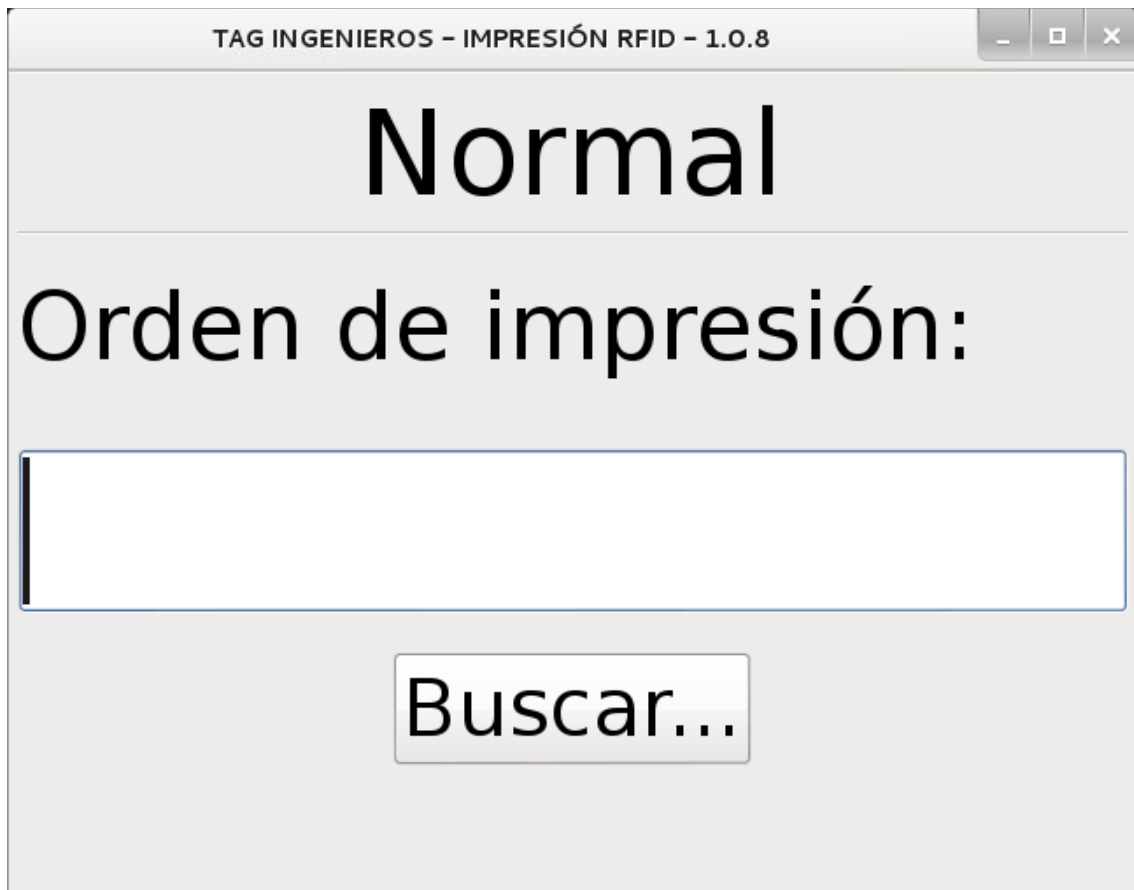 TAG INGENIEROS – IMPRESIÓN RFID – 1.0.8
Normal
Orden de impresión:
Buscar...